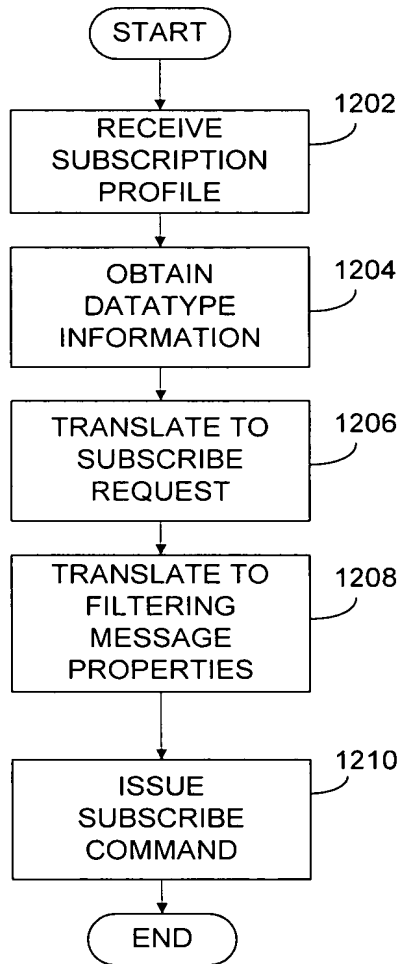 START
1202
RECEIVE
SUBSCRIPTION
PROFILE
1204
OBTAIN
DATATYPE
INFORMATION
1206
TRANSLATE TO
SUBSCRIBE
REQUEST
1208
TRANSLATE TO
FILTERING
MESSAGE
PROPERTIES
1210
ISSUE
SUBSCRIBE
COMMAND
END